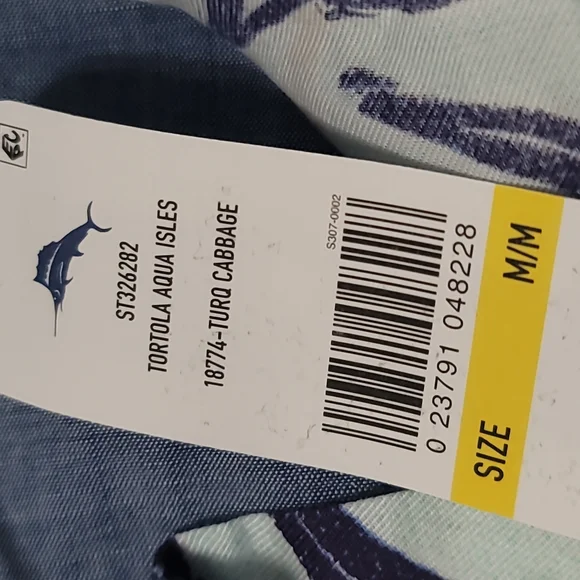 ST326282
TORTOLA AQUA ISLES
18774-TURQ CABBAGE
S307-0002
0 23791 048228
SIZE M/M